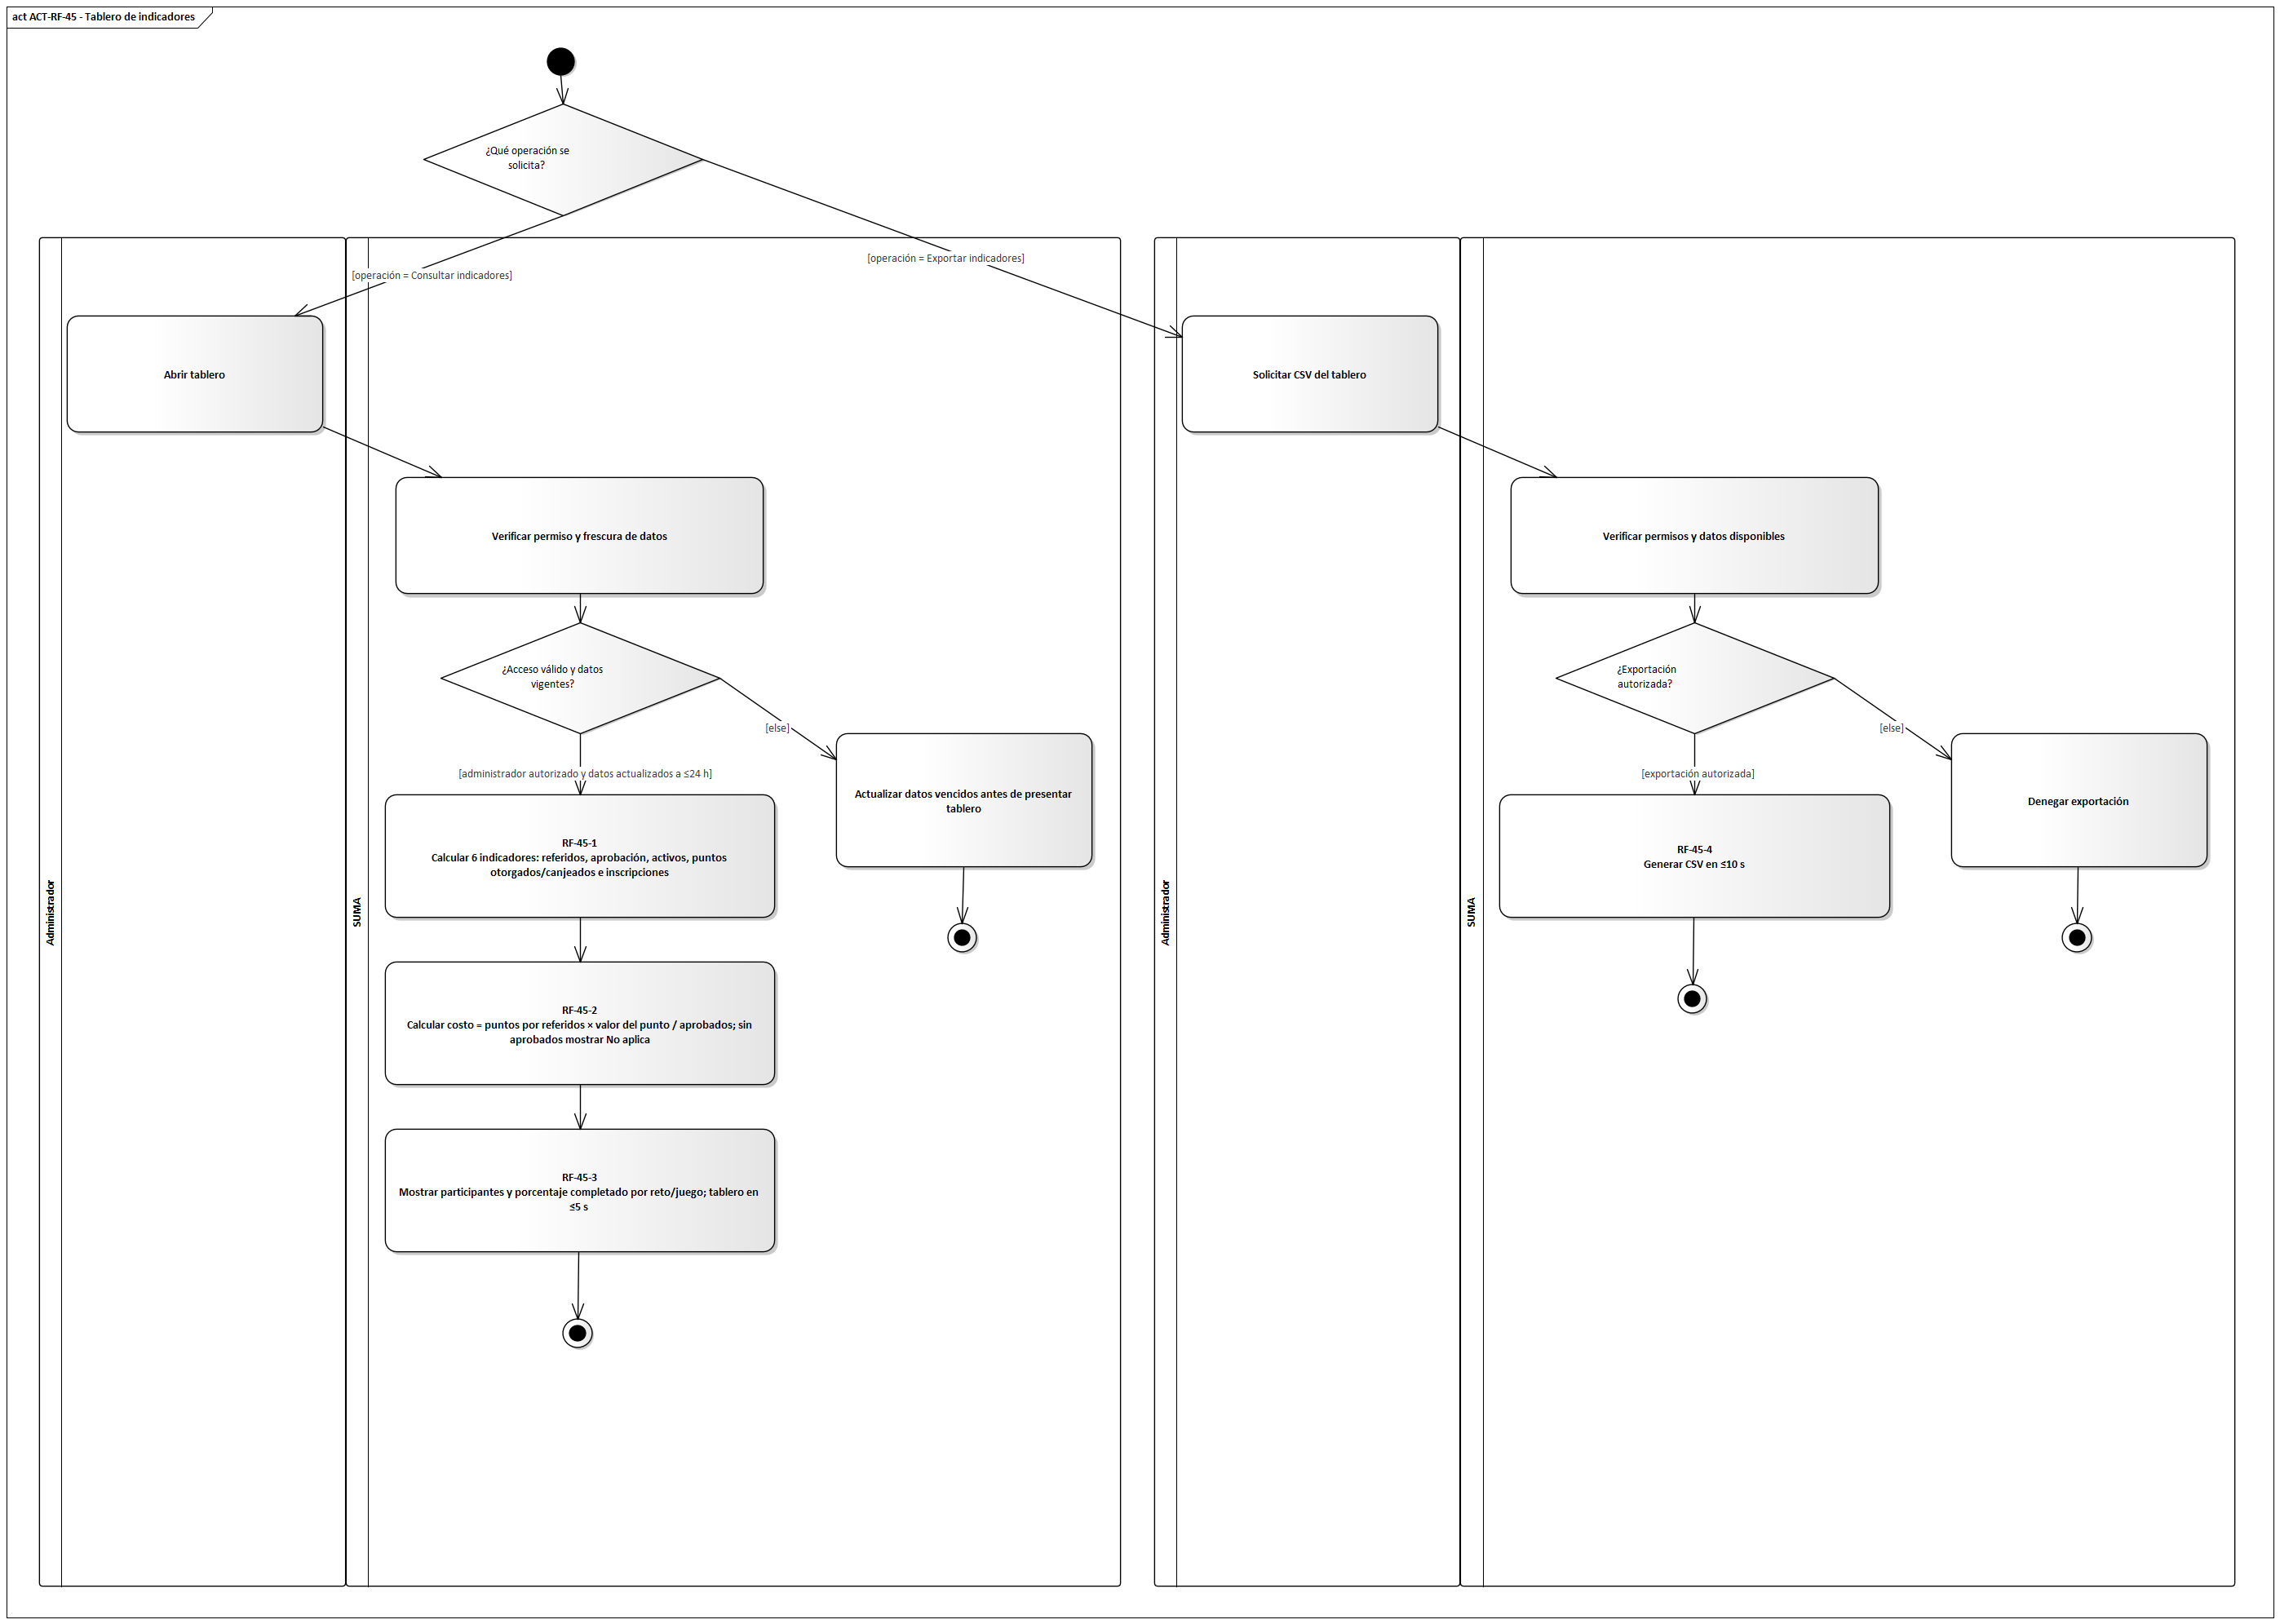 act ACT-RF-45 - Tablero de indicadores
¿Qué operación se
solicita?
[operación = Consultar indicadores]
[operación = Exportar indicadores]
Administrador
Abrir tablero
SUMA
Verificar permiso y frescura de datos
¿Acceso válido y datos
vigentes?
[else]
[administrador autorizado y datos actualizados a ≤24 h]
Actualizar datos vencidos antes de presentar
tablero
RF-45-1
Calcular 6 indicadores: referidos, aprobación, activos, puntos
otorgados/canjeados e inscripciones
RF-45-2
Calcular costo = puntos por referidos × valor del punto / aprobados; sin
aprobados mostrar No aplica
RF-45-3
Mostrar participantes y porcentaje completado por reto/juego; tablero en
≤5 s
Administrador
Solicitar CSV del tablero
SUMA
Verificar permisos y datos disponibles
¿Exportación
autorizada?
[else]
[exportación autorizada]
Denegar exportación
RF-45-4
Generar CSV en ≤10 s